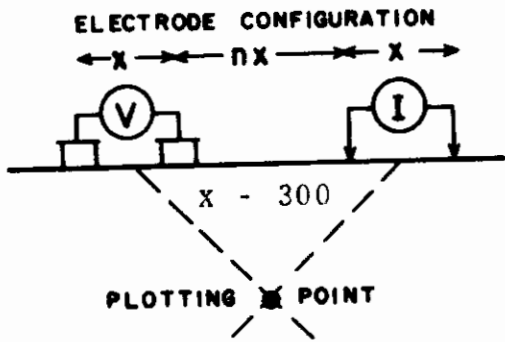 ELECTRODE CONFIGURATION
x nx x
V I
x - 300
PLOTTING POINT